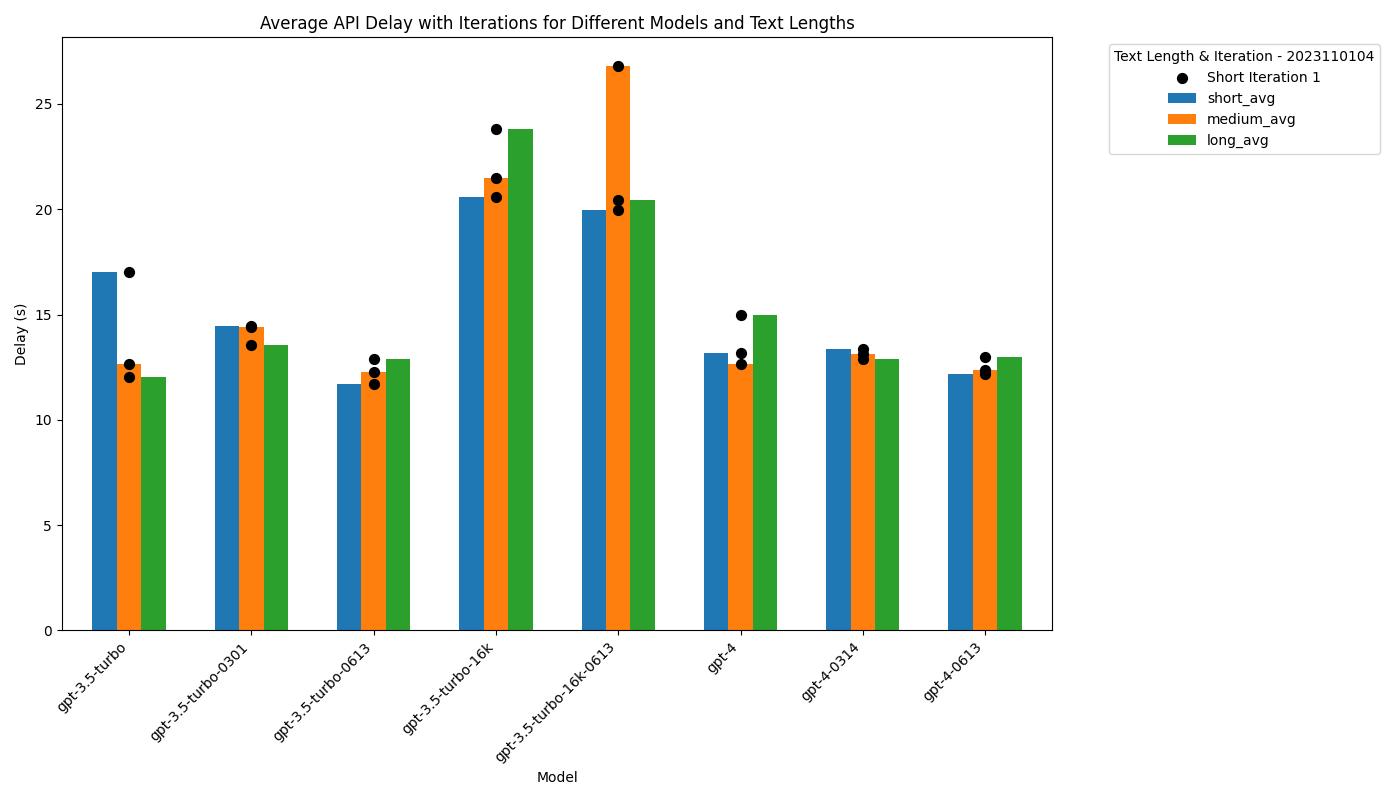 Average API Delay with Iterations for Different Models and Text Lengths
Text Length & Iteration - 2023110104
Short Iteration 1
short_avg
medium_avg
long_avg
Delay (s)
25
20
15
10
5
0
gpt-3.5-turbo
gpt-3.5-turbo-0301
gpt-3.5-turbo-0613
gpt-3.5-turbo-16k
gpt-3.5-turbo-16k-0613
gpt-4
gpt-4-0314
gpt-4-0613
Model